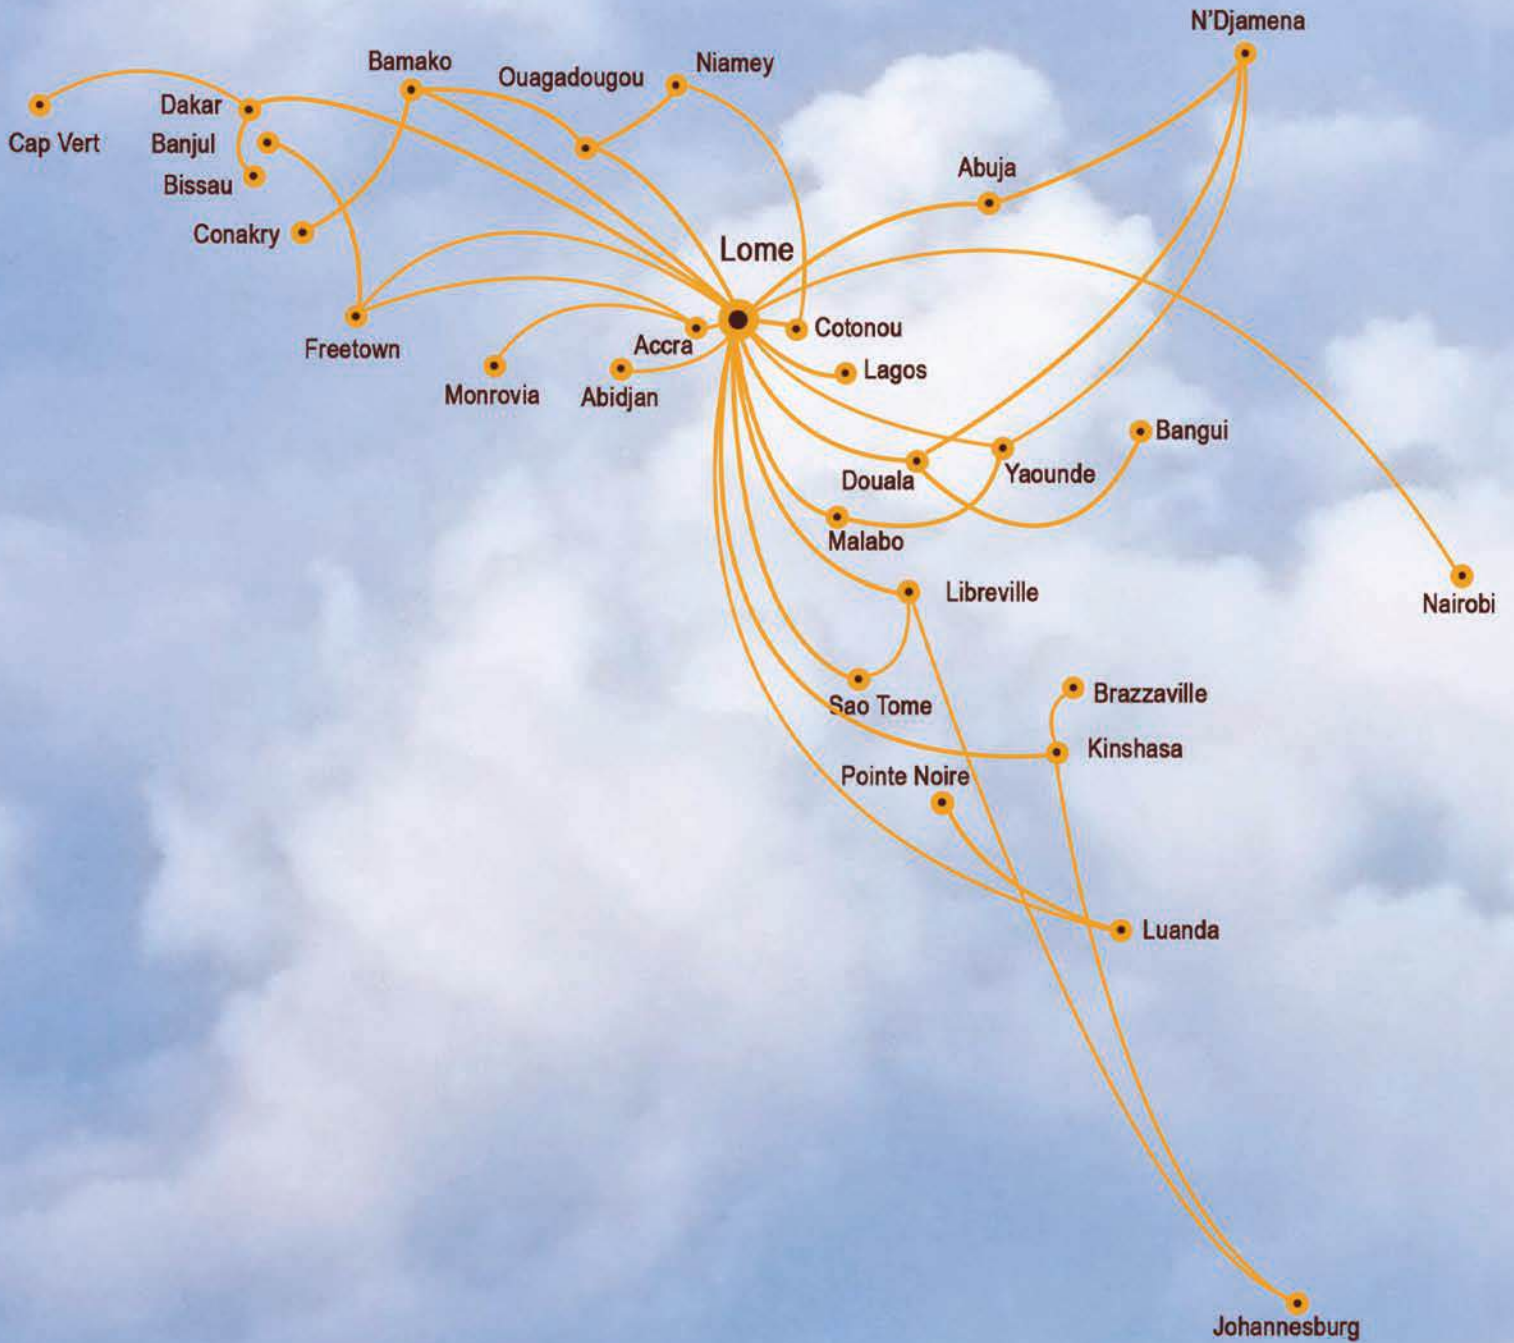 N'Djamena
Bamako
Niamey
Ouagadougou
Dakar
Cap Vert
Banjul
Bissau
Abuja
Conakry
Lome
Cotonou
Accra
Freetown
Lagos
Monrovia
Abidjan
Bangui
Yaounde
Douala
Malabo
Libreville
Nairobi
Brazzaville
Sao Tome
Kinshasa
Pointe Noire
Luanda
Johannesburg